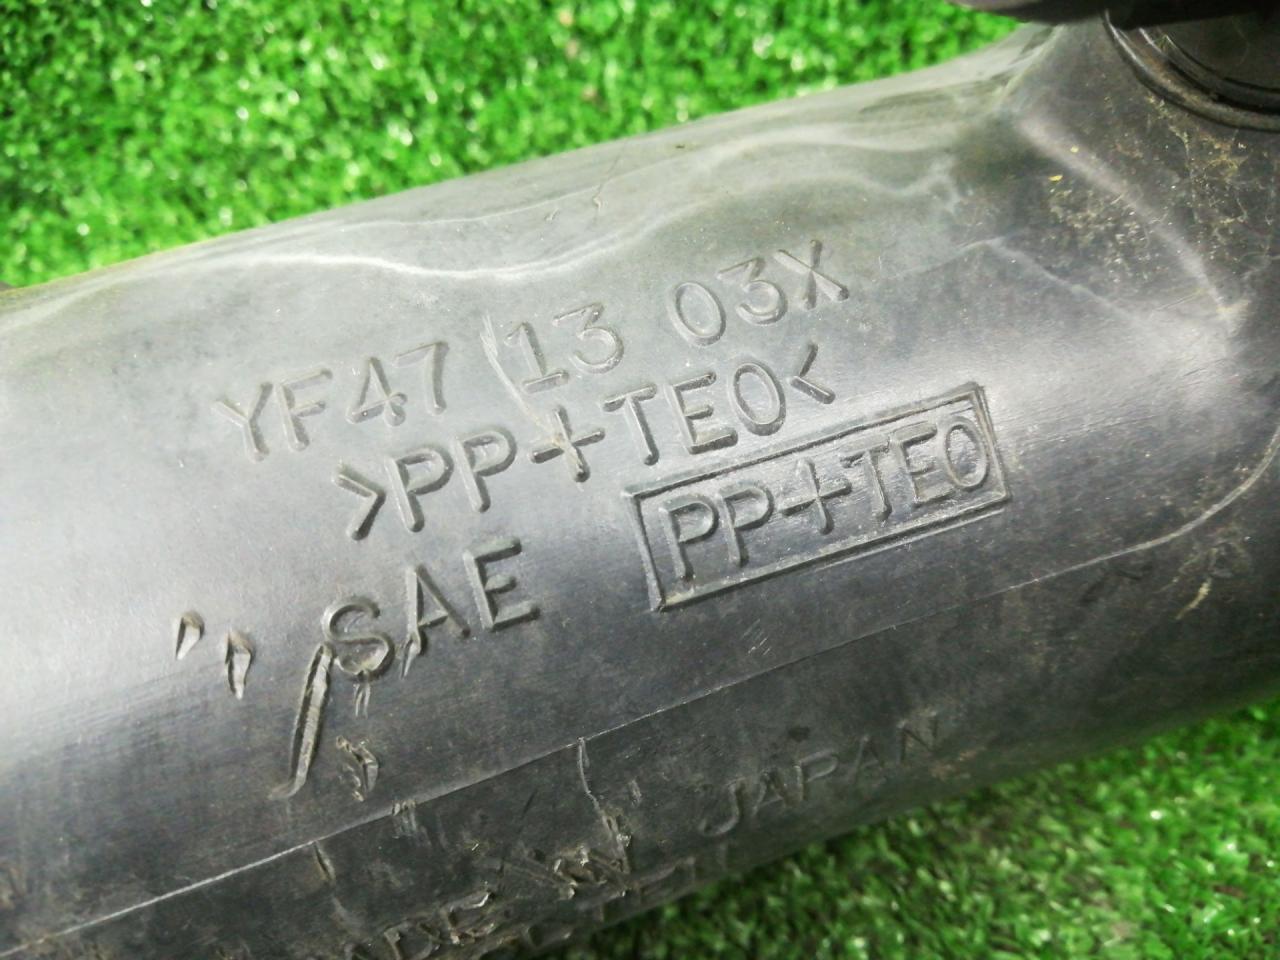 YF47 13 03X
>PP+TEO<
SAE PP+TEO
JAPAN